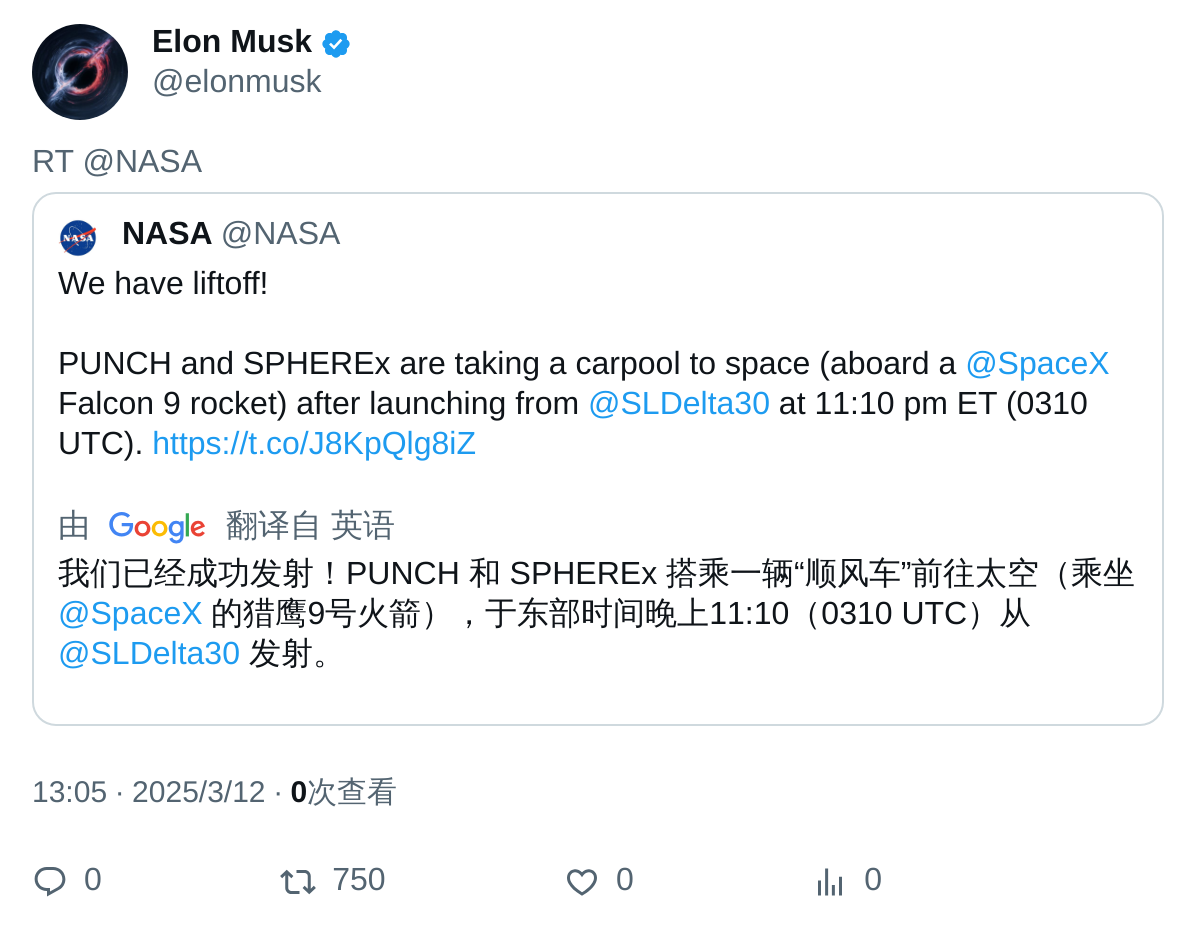 Elon Musk
@elonmusk
RT @NASA
NASA
NASA @NASA
We have liftoff!
PUNCH and SPHEREx are taking a carpool to space (aboard a @SpaceX
Falcon 9 rocket) after launching from @SLDelta30 at 11:10 pm ET (0310
UTC). https://t.co/J8KpQlg8iZ
由 Google 翻译自 英语
我们已经成功发射！PUNCH 和 SPHEREx 搭乘一辆“顺风车”前往太空（乘坐
@SpaceX 的猎鹰9号火箭），于东部时间晚上11:10（0310 UTC）从
@SLDelta30 发射。
13:05 · 2025/3/12 · 0次查看
0 750 0 0